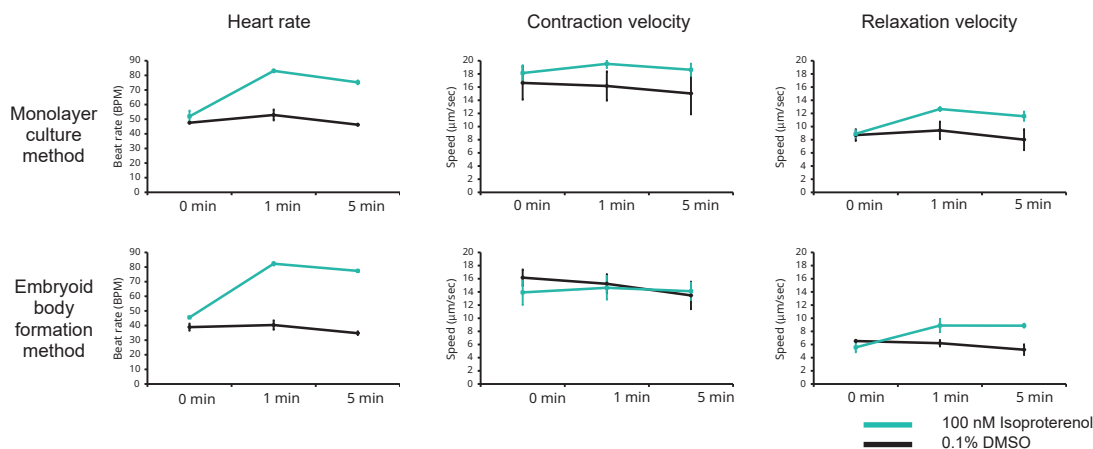 Heart rate
Contraction velocity
Relaxation velocity
Monolayer
culture
method
Beat rate (BPM)
90
80
70
60
50
40
30
20
10
0
0 min
1 min
5 min
Speed (µm/sec)
20
18
16
14
12
10
8
6
4
2
0
0 min
1 min
5 min
Speed (µm/sec)
20
18
16
14
12
10
8
6
4
2
0
0 min
1 min
5 min
Embryoid
body
formation
method
Beat rate (BPM)
90
80
70
60
50
40
30
20
10
0
0 min
1 min
5 min
Speed (µm/sec)
20
18
16
14
12
10
8
6
4
2
0
0 min
1 min
5 min
Speed (µm/sec)
20
18
16
14
12
10
8
6
4
2
0
0 min
1 min
5 min
100 nM Isoproterenol
0.1% DMSO